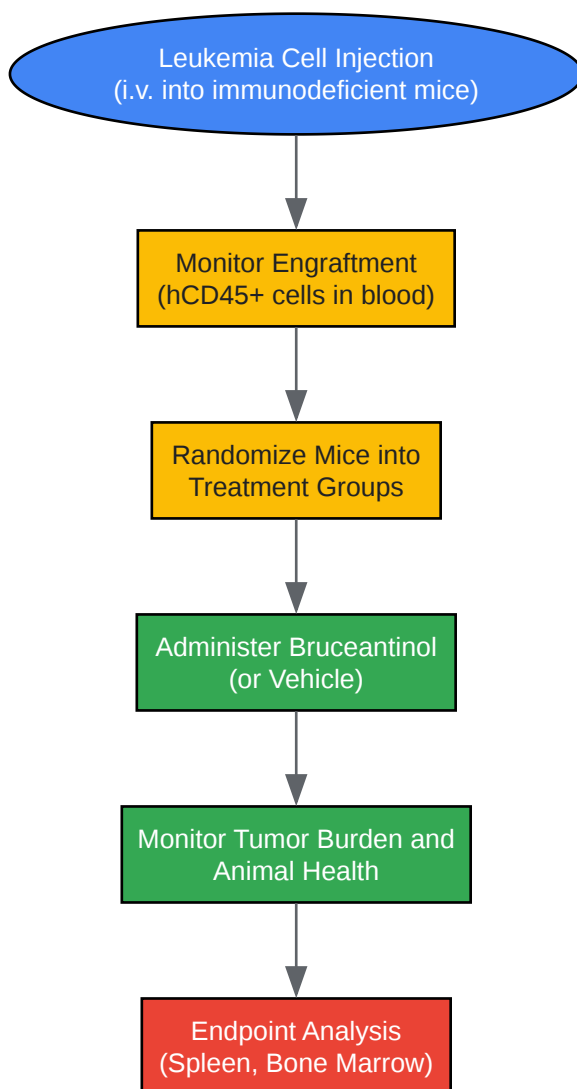 Leukemia Cell Injection
(i.v. into immunodeficient mice)
Monitor Engraftment
(hCD45+ cells in blood)
Randomize Mice into
Treatment Groups
Administer Bruceantinol
(or Vehicle)
Monitor Tumor Burden and
Animal Health
Endpoint Analysis
(Spleen, Bone Marrow)